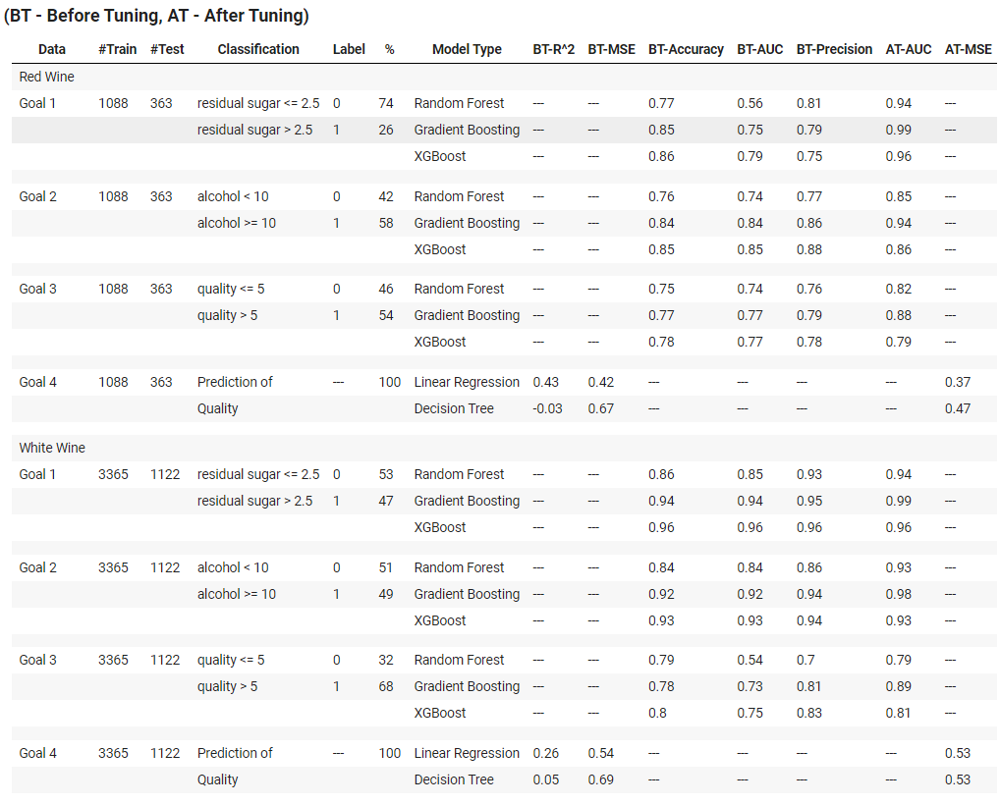 (BT - Before Tuning, AT - After Tuning)
Data #Train #Test Classification Label % Model Type BT-R^2 BT-MSE BT-Accuracy BT-AUC BT-Precision AT-AUC AT-MSE
Red Wine
Goal 1 1088 363 residual sugar <= 2.5 0 74 Random Forest --- --- 0.77 0.56 0.81 0.94 ---
residual sugar > 2.5 1 26 Gradient Boosting --- --- 0.85 0.75 0.79 0.99 ---
XGBoost --- --- 0.86 0.79 0.75 0.96 ---
Goal 2 1088 363 alcohol < 10 0 42 Random Forest --- --- 0.76 0.74 0.77 0.85 ---
alcohol >= 10 1 58 Gradient Boosting --- --- 0.84 0.84 0.86 0.94 ---
XGBoost --- --- 0.85 0.85 0.88 0.86 ---
Goal 3 1088 363 quality <= 5 0 46 Random Forest --- --- 0.75 0.74 0.76 0.82 ---
quality > 5 1 54 Gradient Boosting --- --- 0.77 0.77 0.79 0.88 ---
XGBoost --- --- 0.78 0.77 0.78 0.79 ---
Goal 4 1088 363 Prediction of --- 100 Linear Regression 0.43 0.42 --- --- --- --- 0.37
Quality Decision Tree -0.03 0.67 --- --- --- --- 0.47
White Wine
Goal 1 3365 1122 residual sugar <= 2.5 0 53 Random Forest --- --- 0.86 0.85 0.93 0.94 ---
residual sugar > 2.5 1 47 Gradient Boosting --- --- 0.94 0.94 0.95 0.99 ---
XGBoost --- --- 0.96 0.96 0.96 0.96 ---
Goal 2 3365 1122 alcohol < 10 0 51 Random Forest --- --- 0.84 0.84 0.86 0.93 ---
alcohol >= 10 1 49 Gradient Boosting --- --- 0.92 0.92 0.94 0.98 ---
XGBoost --- --- 0.93 0.93 0.94 0.93 ---
Goal 3 3365 1122 quality <= 5 0 32 Random Forest --- --- 0.79 0.54 0.7 0.79 ---
quality > 5 1 68 Gradient Boosting --- --- 0.78 0.73 0.81 0.89 ---
XGBoost --- --- 0.8 0.75 0.83 0.81 ---
Goal 4 3365 1122 Prediction of --- 100 Linear Regression 0.26 0.54 --- --- --- --- 0.53
Quality Decision Tree 0.05 0.69 --- --- --- --- 0.53